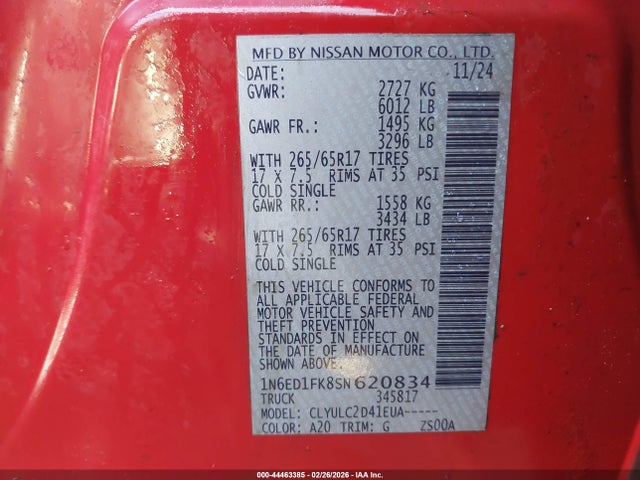 MFD BY NISSAN MOTOR CO., LTD.
DATE: 11/24
GVWR: 2727 KG
6012 LB
GAWR FR.: 1495 KG
3296 LB
WITH 265/65R17 TIRES
17 X 7.5 RIMS AT 35 PSI
COLD SINGLE
GAWR RR.: 1558 KG
3434 LB
WITH 265/65R17 TIRES
17 X 7.5 RIMS AT 35 PSI
COLD SINGLE
THIS VEHICLE CONFORMS TO
ALL APPLICABLE FEDERAL
MOTOR VEHICLE SAFETY AND
THEFT PREVENTION
STANDARDS IN EFFECT ON
THE DATE OF MANUFACTURE
SHOWN ABOVE.
1N6ED1FK8SN620834
TRUCK 345817
MODEL: CLYULC2D41EUA-----
COLOR: A20 TRIM: G ZS00A
000-44463385 - 02/26/2026 - IAA Inc.